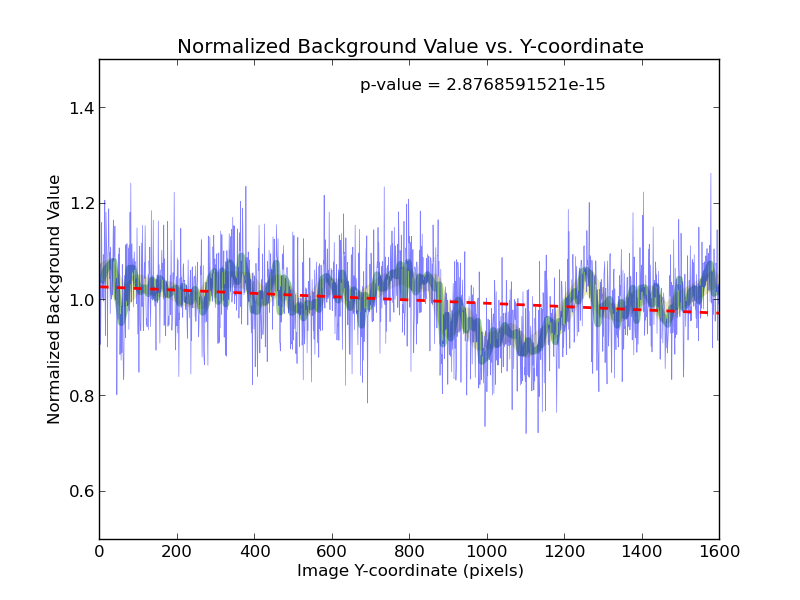 Normalized Background Value vs. Y-coordinate
p-value = 2.8768591521e-15
Normalized Background Value
1.4
1.2
1.0
0.8
0.6
0 200 400 600 800 1000 1200 1400 1600
Image Y-coordinate (pixels)